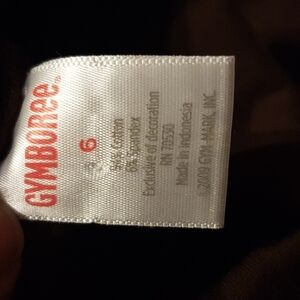 GYMBOREE®
6
94% Cotton
6% Spandex
Exclusive of decoration
RN 78550
Made in Indonesia
©2009 GYM-MARK, INC.